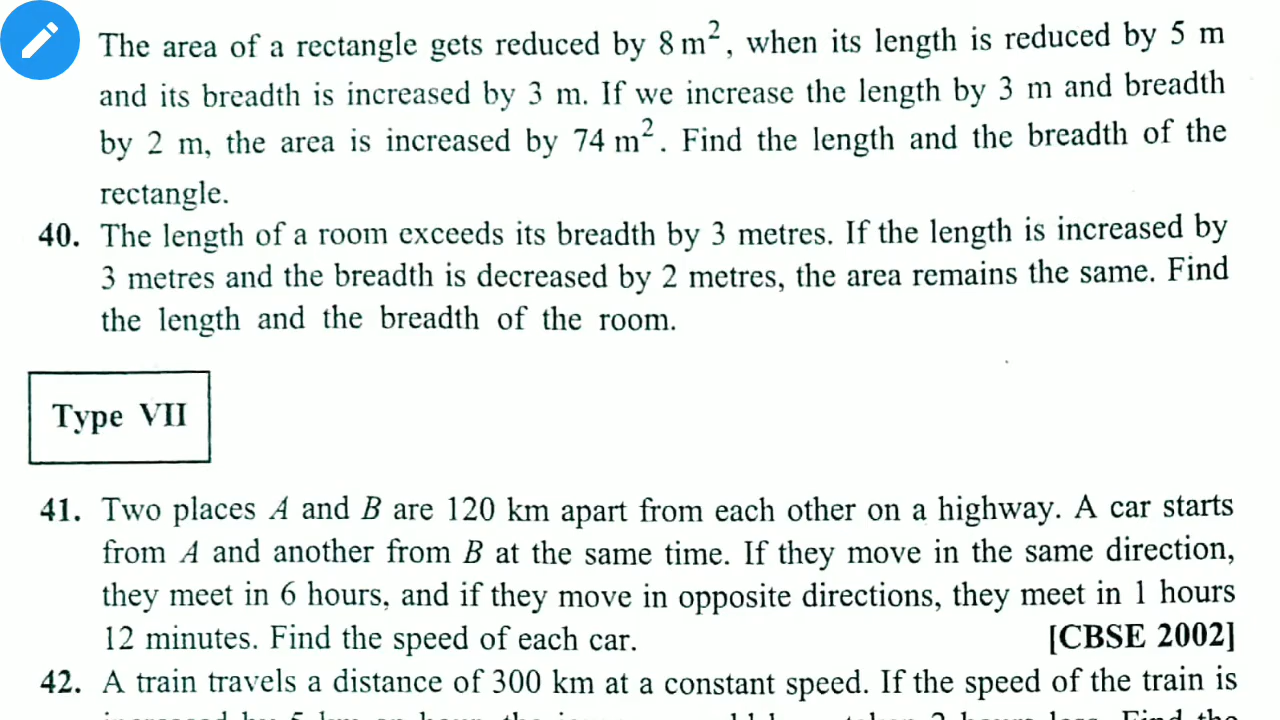 The area of a rectangle gets reduced by 8 m², when its length is reduced by 5 m
and its breadth is increased by 3 m. If we increase the length by 3 m and breadth
by 2 m, the area is increased by 74 m². Find the length and the breadth of the
rectangle.
40. The length of a room exceeds its breadth by 3 metres. If the length is increased by
3 metres and the breadth is decreased by 2 metres, the area remains the same. Find
the length and the breadth of the room.
Type VII
41. Two places A and B are 120 km apart from each other on a highway. A car starts
from A and another from B at the same time. If they move in the same direction,
they meet in 6 hours, and if they move in opposite directions, they meet in 1 hours
12 minutes. Find the speed of each car. [CBSE 2002]
42. A train travels a distance of 300 km at a constant speed. If the speed of the train is